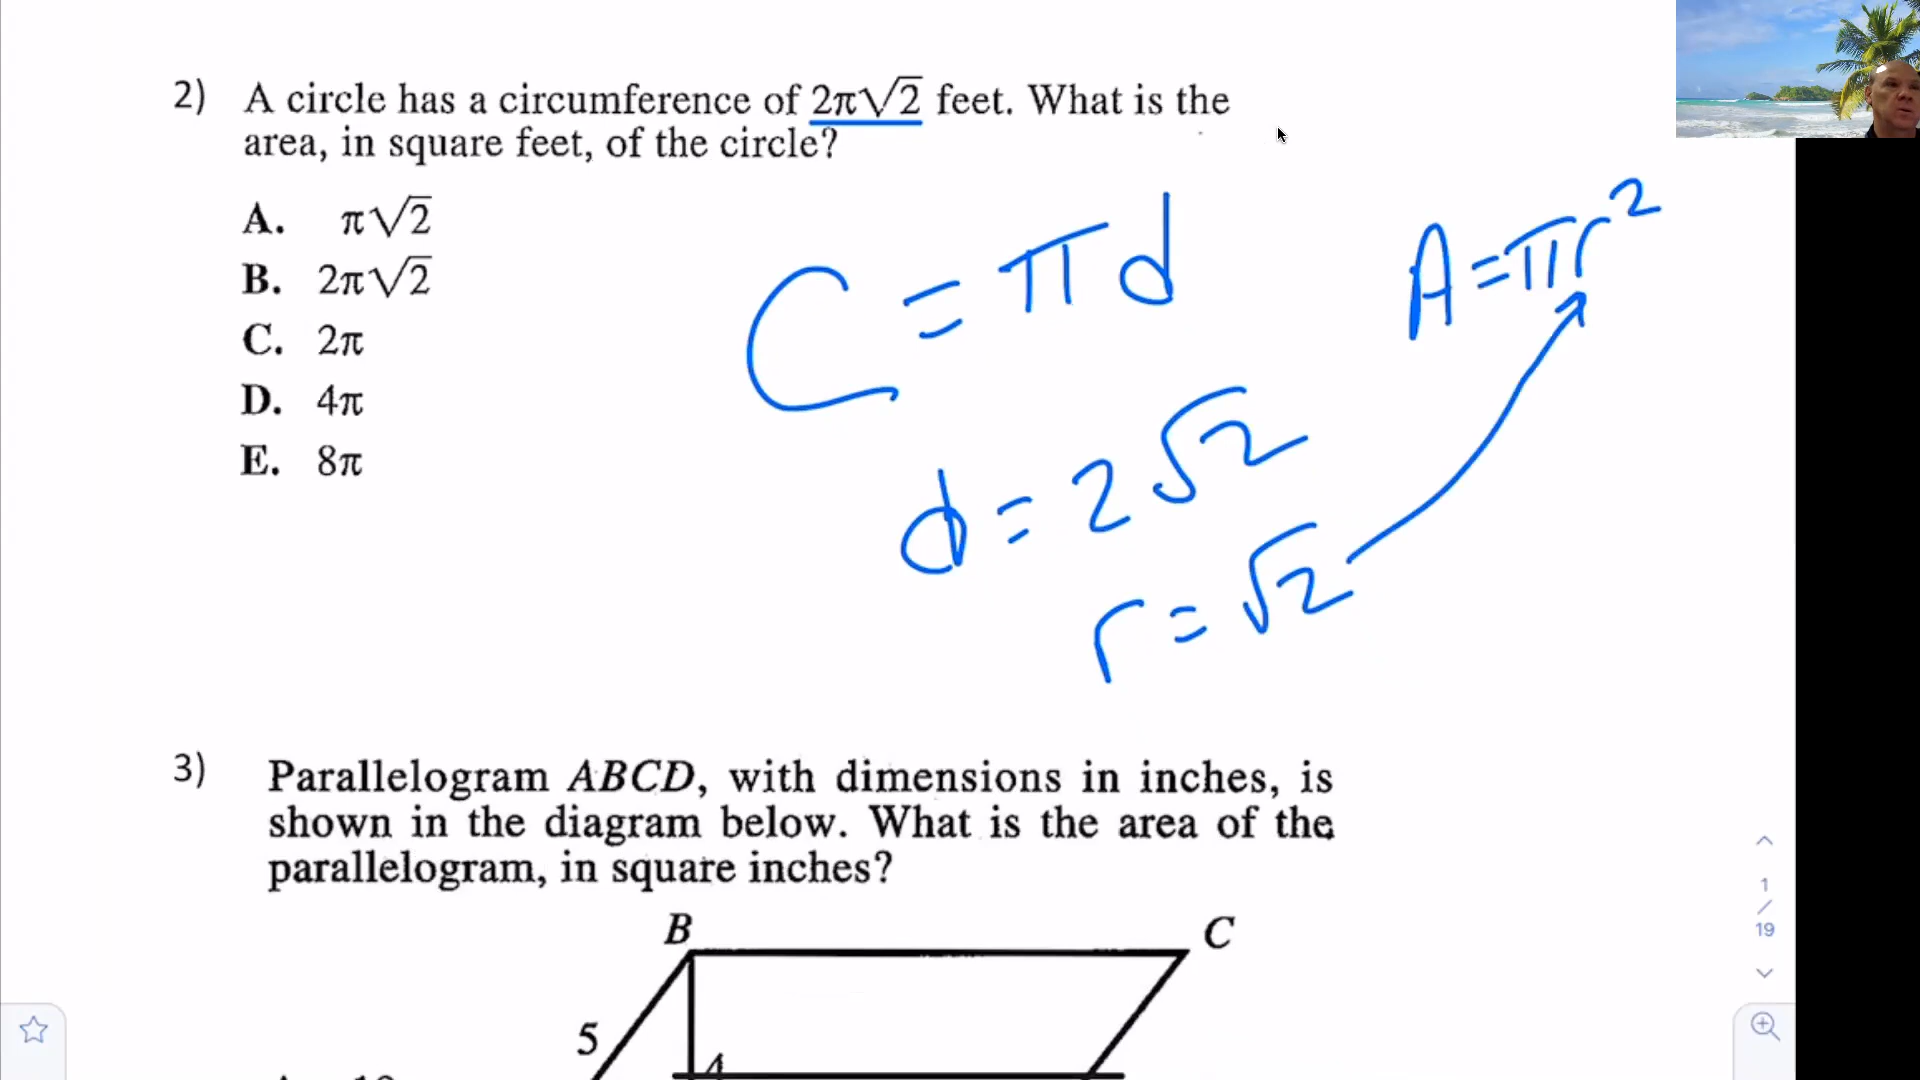 2) A circle has a circumference of 2π√2 feet. What is the
area, in square feet, of the circle?
A. π√2
B. 2π√2
C. 2π
D. 4π
E. 8π
C = πd
A = πr²
d = 2√2
r = √2
3) Parallelogram ABCD, with dimensions in inches, is
shown in the diagram below. What is the area of the
parallelogram, in square inches?
B C
5
4
1
/
19